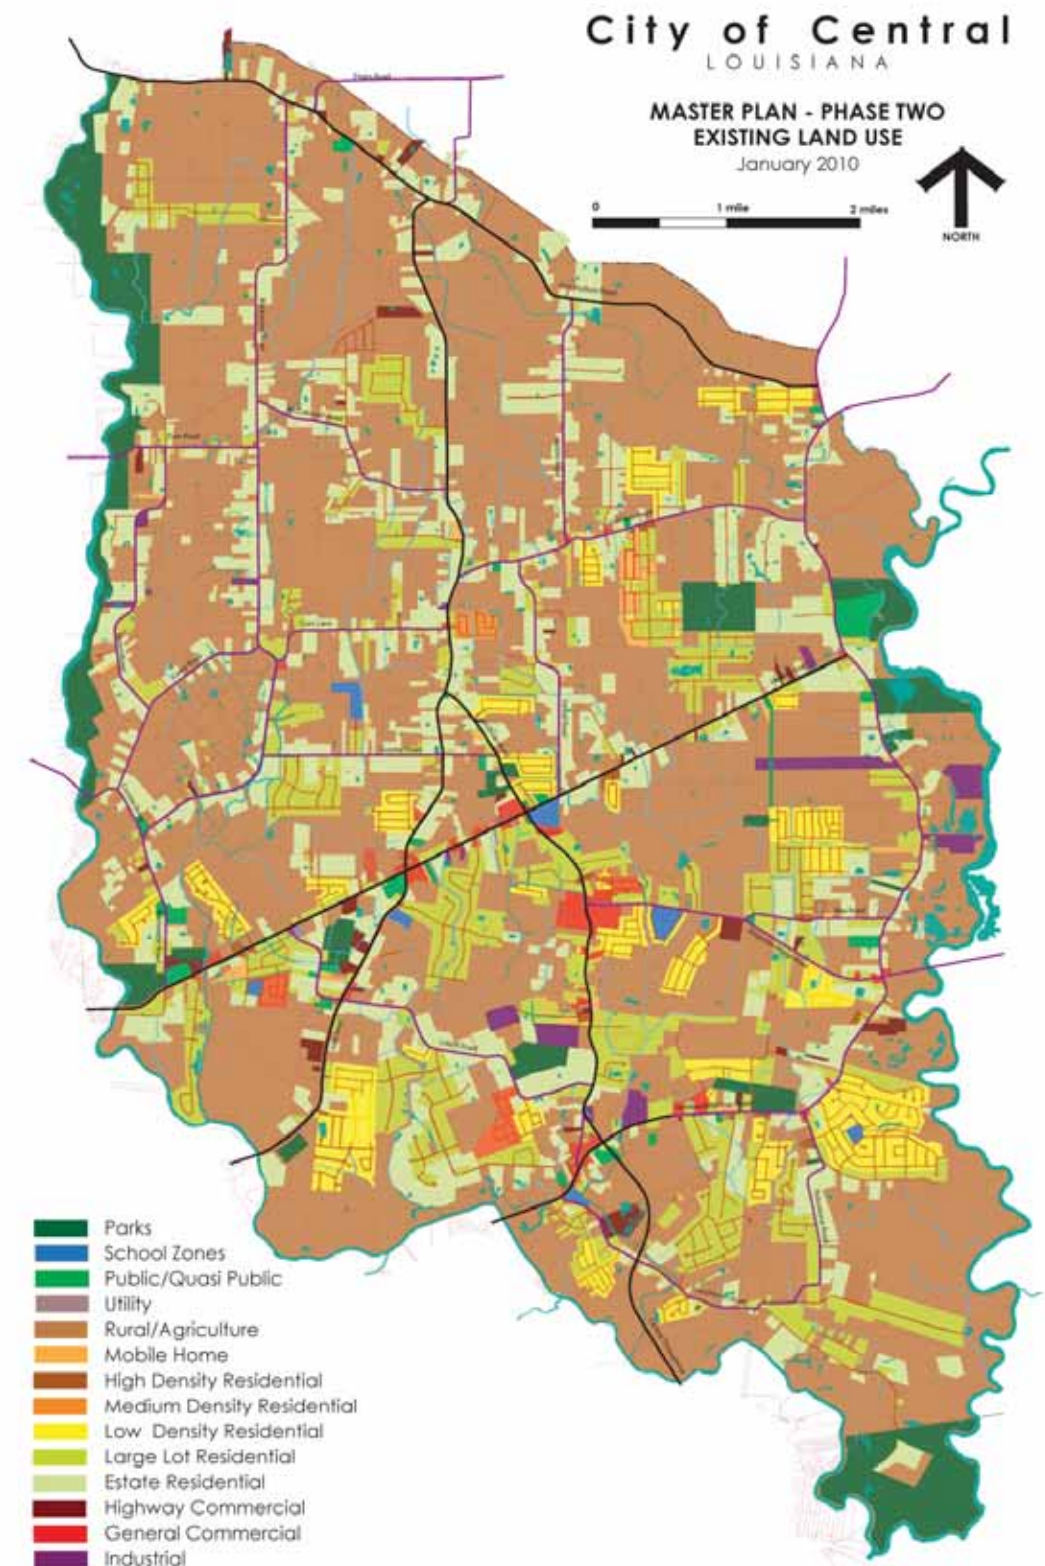 City of Central
LOUISIANA
MASTER PLAN - PHASE TWO
EXISTING LAND USE
January 2010
0 1 mile 2 miles
NORTH
Parks
School Zones
Public/Quasi Public
Utility
Rural/Agriculture
Mobile Home
High Density Residential
Medium Density Residential
Low Density Residential
Large Lot Residential
Estate Residential
Highway Commercial
General Commercial
Industrial